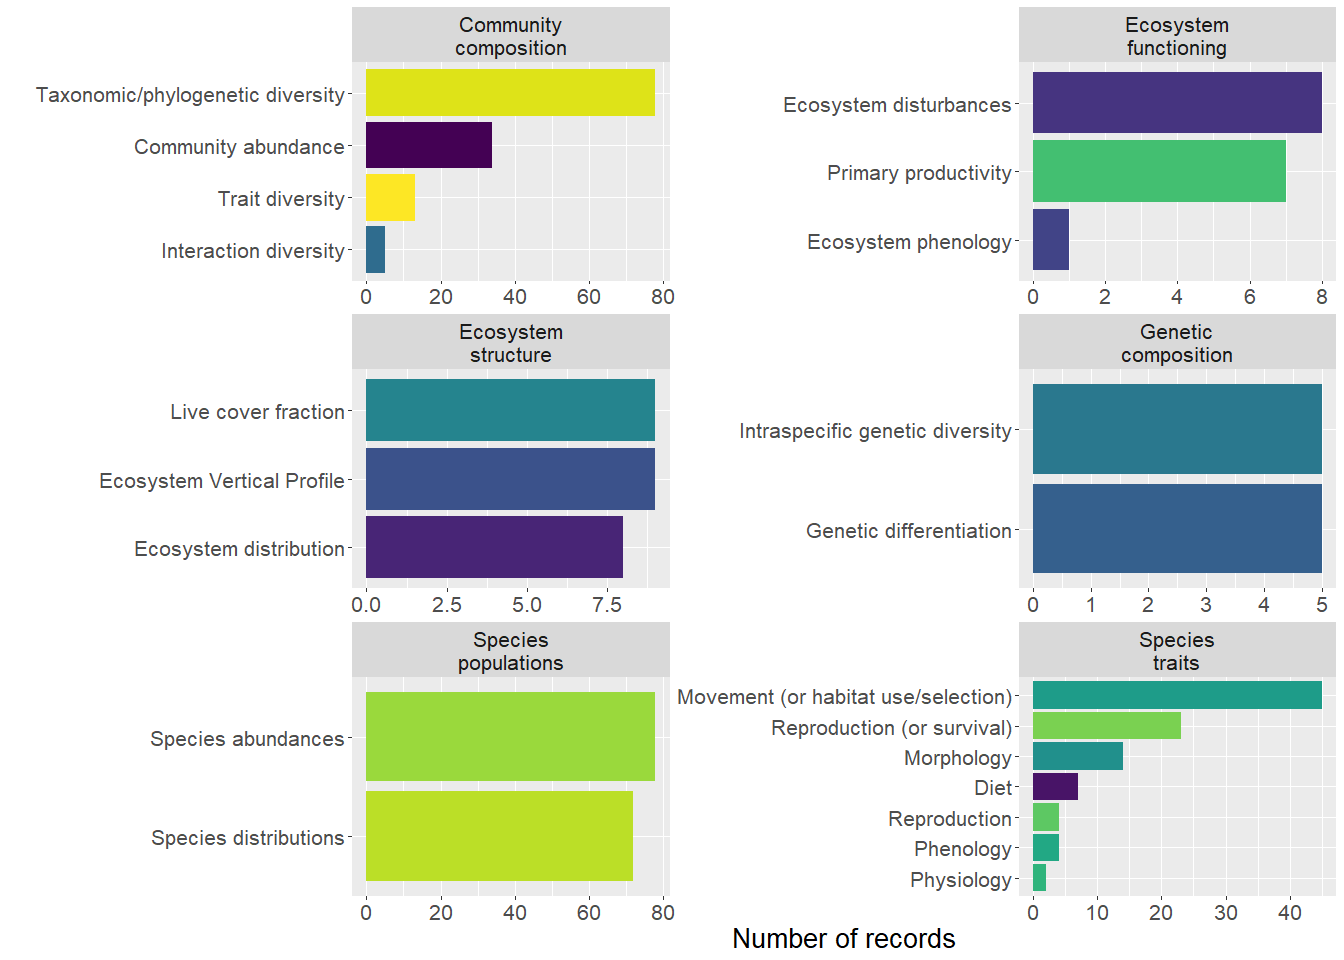 Community
composition
Taxonomic/phylogenetic diversity
Community abundance
Trait diversity
Interaction diversity
0 20 40 60 80
Ecosystem
functioning
Ecosystem disturbances
Primary productivity
Ecosystem phenology
0 2 4 6 8
Ecosystem
structure
Live cover fraction
Ecosystem Vertical Profile
Ecosystem distribution
0.0 2.5 5.0 7.5
Genetic
composition
Intraspecific genetic diversity
Genetic differentiation
0 1 2 3 4 5
Species
populations
Species abundances
Species distributions
0 20 40 60 80
Species
traits
Movement (or habitat use/selection)
Reproduction (or survival)
Morphology
Diet
Reproduction
Phenology
Physiology
0 10 20 30 40
Number of records